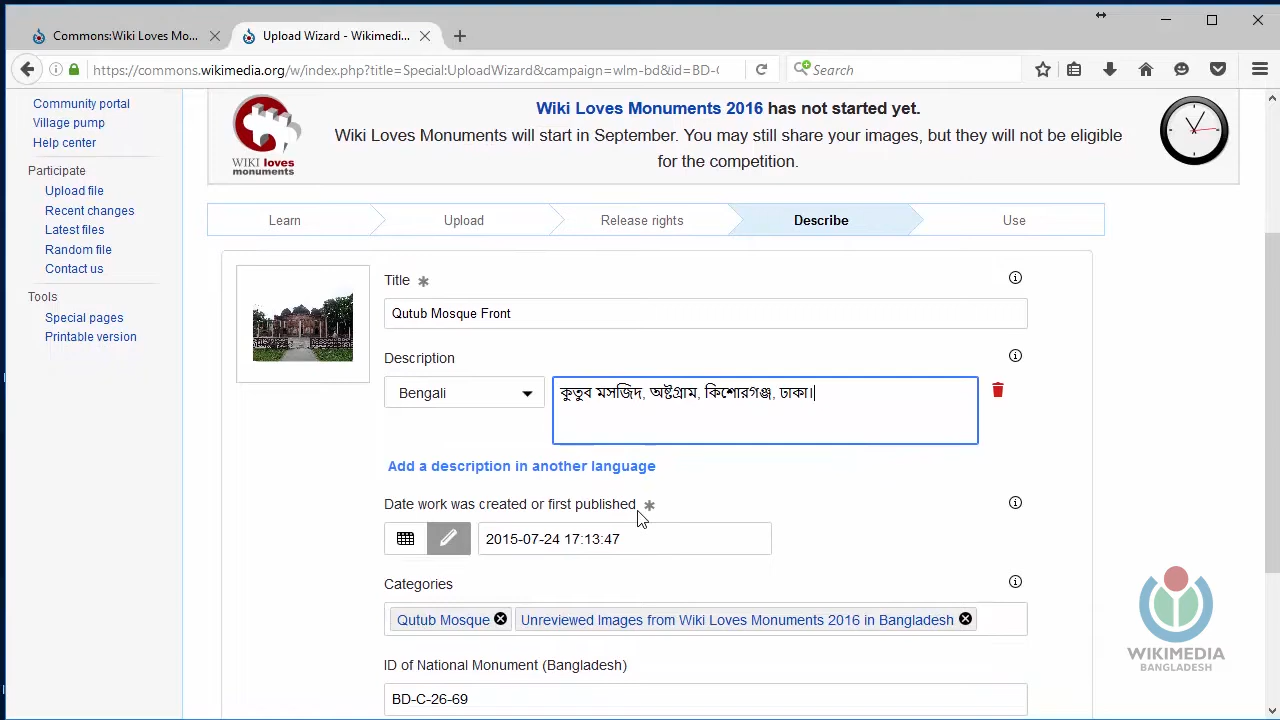 Commons:Wiki Loves Mo...
Upload Wizard - Wikimedi...
https://commons.wikimedia.org/w/index.php?title=Special:UploadWizard&campaign=wlm-bd&id=BD-
Search
Community portal
Village pump
Help center
Participate
Upload file
Recent changes
Latest files
Random file
Contact us
Tools
Special pages
Printable version
WIKI loves
monuments
Wiki Loves Monuments 2016 has not started yet.
Wiki Loves Monuments will start in September. You may still share your images, but they will not be eligible
for the competition.
Learn
Upload
Release rights
Describe
Use
Title *
Qutub Mosque Front
Description
Bengali
কুতুব মসজিদ, অষ্টগ্রাম, কিশোরগঞ্জ, ঢাকা।
Add a description in another language
Date work was created or first published *
2015-07-24 17:13:47
Categories
Qutub Mosque
Unreviewed Images from Wiki Loves Monuments 2016 in Bangladesh
ID of National Monument (Bangladesh)
BD-C-26-69
WIKIMEDIA
BANGLADESH